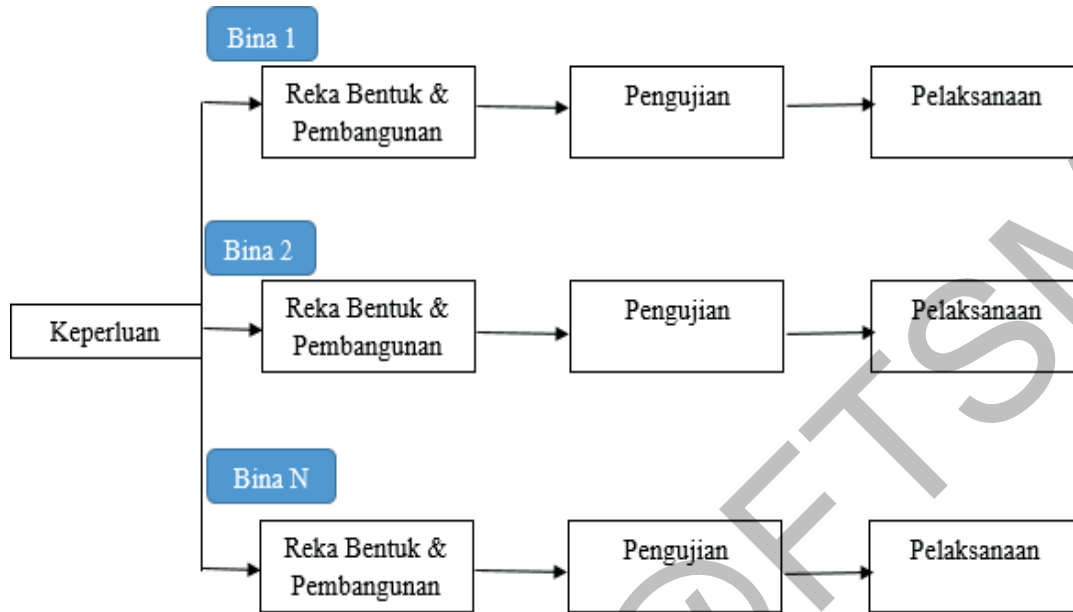 Bina 1
Reka Bentuk &
Pembangunan
Pengujian
Pelaksanaan
Bina 2
Keperluan
Reka Bentuk &
Pembangunan
Pengujian
Pelaksanaan
Bina N
Reka Bentuk &
Pembangunan
Pengujian
Pelaksanaan
@FTSM